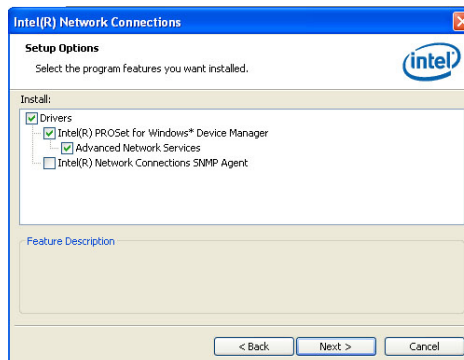 Intel(R) Network Connections
Setup Options
Select the program features you want installed.
intel
Install:
Drivers
Intel(R) PROSet for Windows* Device Manager
Advanced Network Services
Intel(R) Network Connections SNMP Agent
Feature Description
< Back
Next >
Cancel